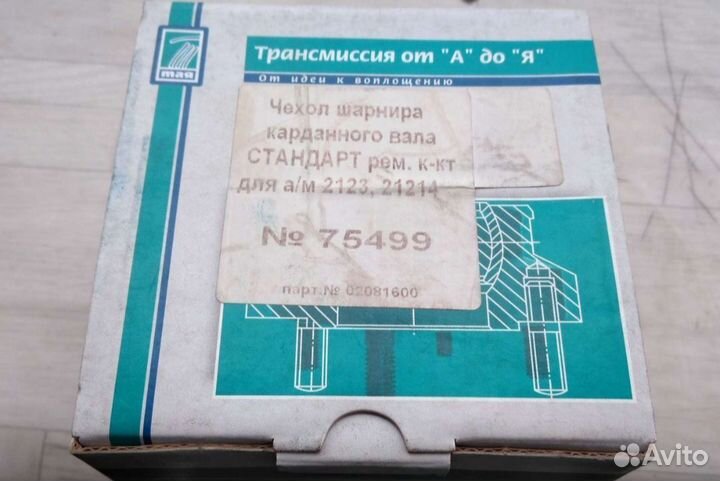 тая
Трансмиссия от "А" до "Я"
От идеи к воплощению
Чехол шарнира
карданного вала
СТАНДАРТ рем. к-кт
для а/м 2123, 21214
№ 75499
парт.№ 02081600
Avito